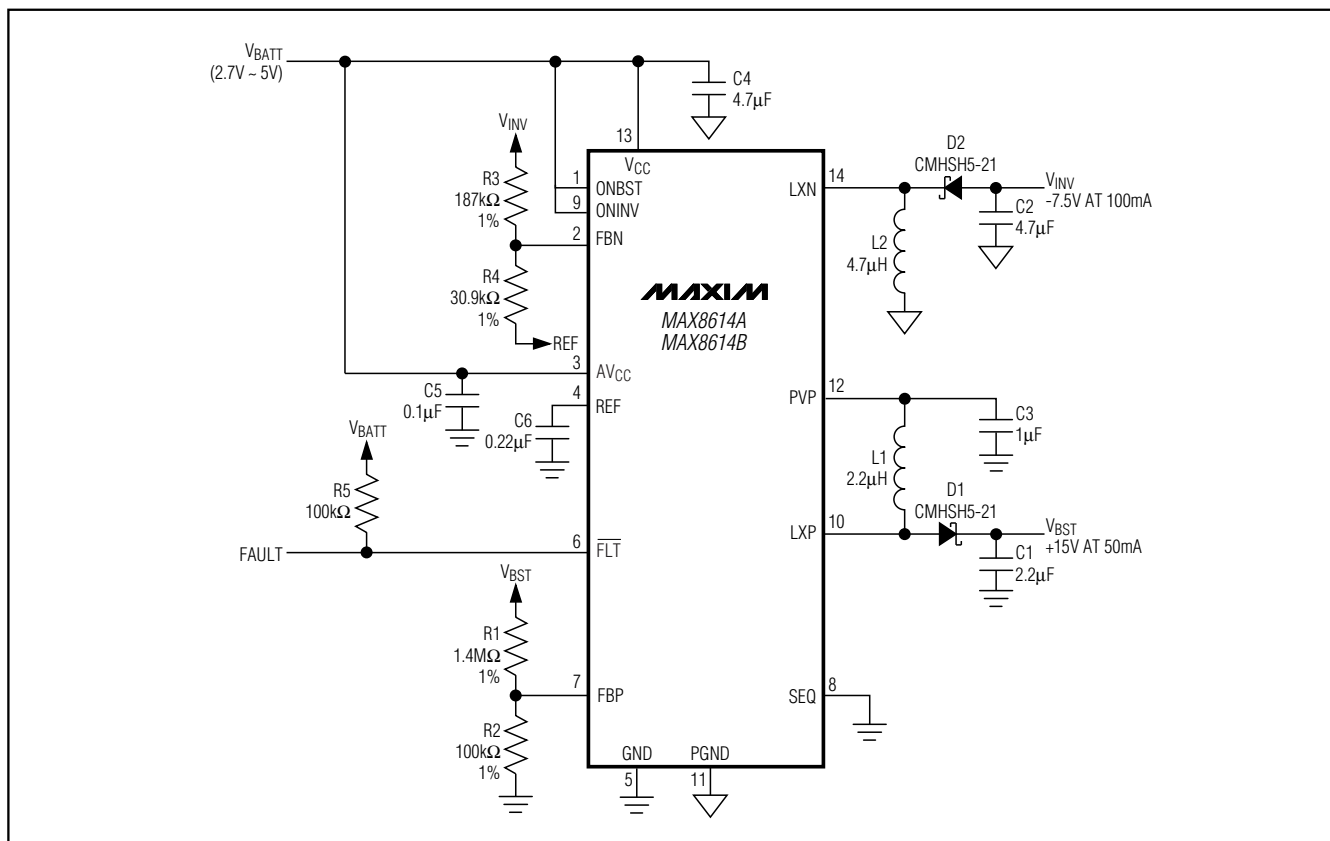 VBATT
(2.7V ~ 5V)
C4
4.7µF
VINV
13
VCC
R3
187kΩ
1%
1
ONBST
9
ONINV
2
FBN
R4
30.9kΩ
1%
REF
3
AVCC
C5
0.1µF
4
REF
C6
0.22µF
VBATT
R5
100kΩ
FAULT
6
FLT
VBST
R1
1.4MΩ
1%
7
FBP
R2
100kΩ
1%
GND
5
PGND
11
MAXIM
MAX8614A
MAX8614B
LXN
14
D2
CMHSH5-21
VINV
-7.5V AT 100mA
C2
4.7µF
L2
4.7µH
PVP
12
C3
1µF
L1
2.2µH
D1
CMHSH5-21
LXP
10
VBST
+15V AT 50mA
C1
2.2µF
SEQ
8